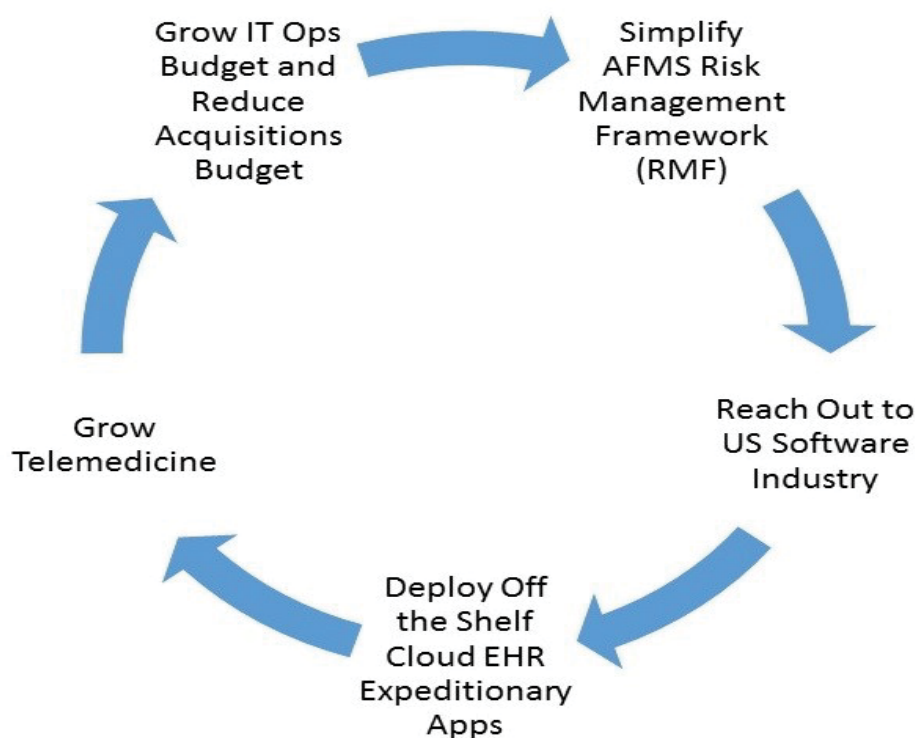 Grow IT Ops
Budget and
Reduce
Acquisitions
Budget
Simplify
AFMS Risk
Management
Framework
(RMF)
Reach Out to
US Software
Industry
Deploy Off
the Shelf
Cloud EHR
Expeditionary
Apps
Grow
Telemedicine